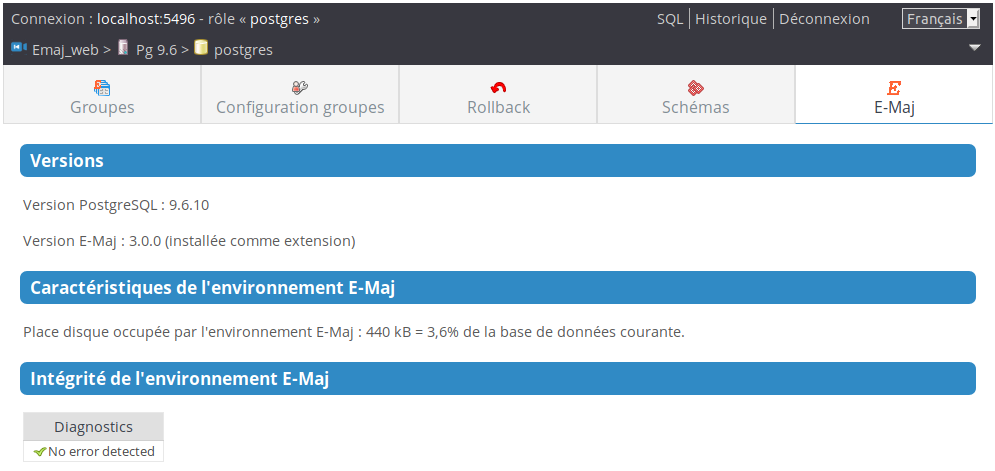 Connexion : localhost:5496 - rôle « postgres » SQL Historique Déconnexion Français
Emaj_web > Pg 9.6 > postgres
Groupes Configuration groupes Rollback Schémas E-Maj
Versions
Version PostgreSQL : 9.6.10
Version E-Maj : 3.0.0 (installée comme extension)
Caractéristiques de l'environnement E-Maj
Place disque occupée par l'environnement E-Maj : 440 kB = 3,6% de la base de données courante.
Intégrité de l'environnement E-Maj
Diagnostics
No error detected